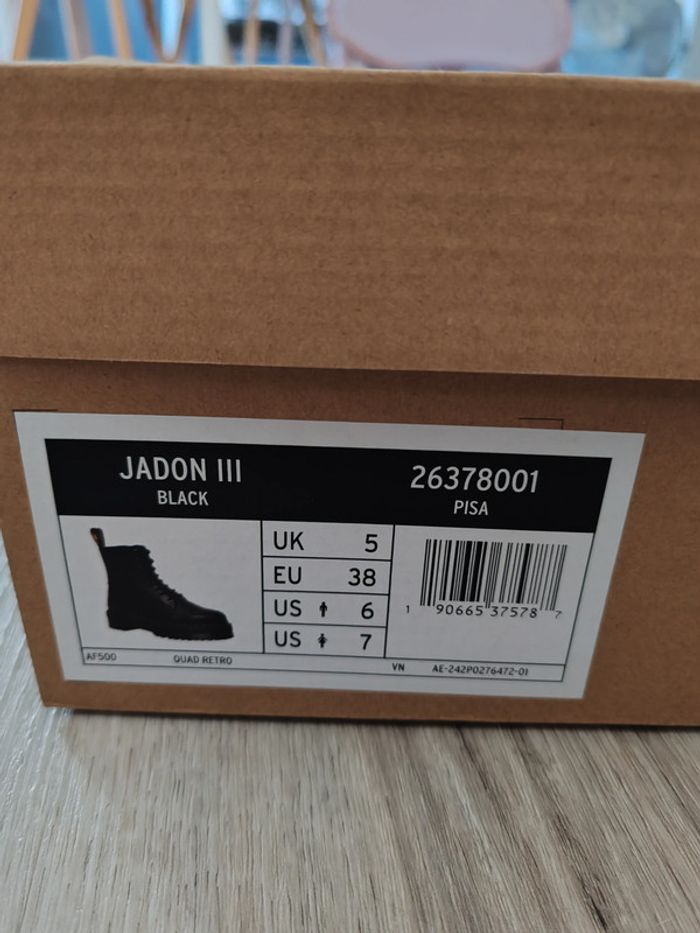 JADON III
BLACK
26378001
PISA
UK 5
EU 38
US 6
US 7
1 90665 37578 7
AF500 QUAD RETRO VN AE-242P0276472-01